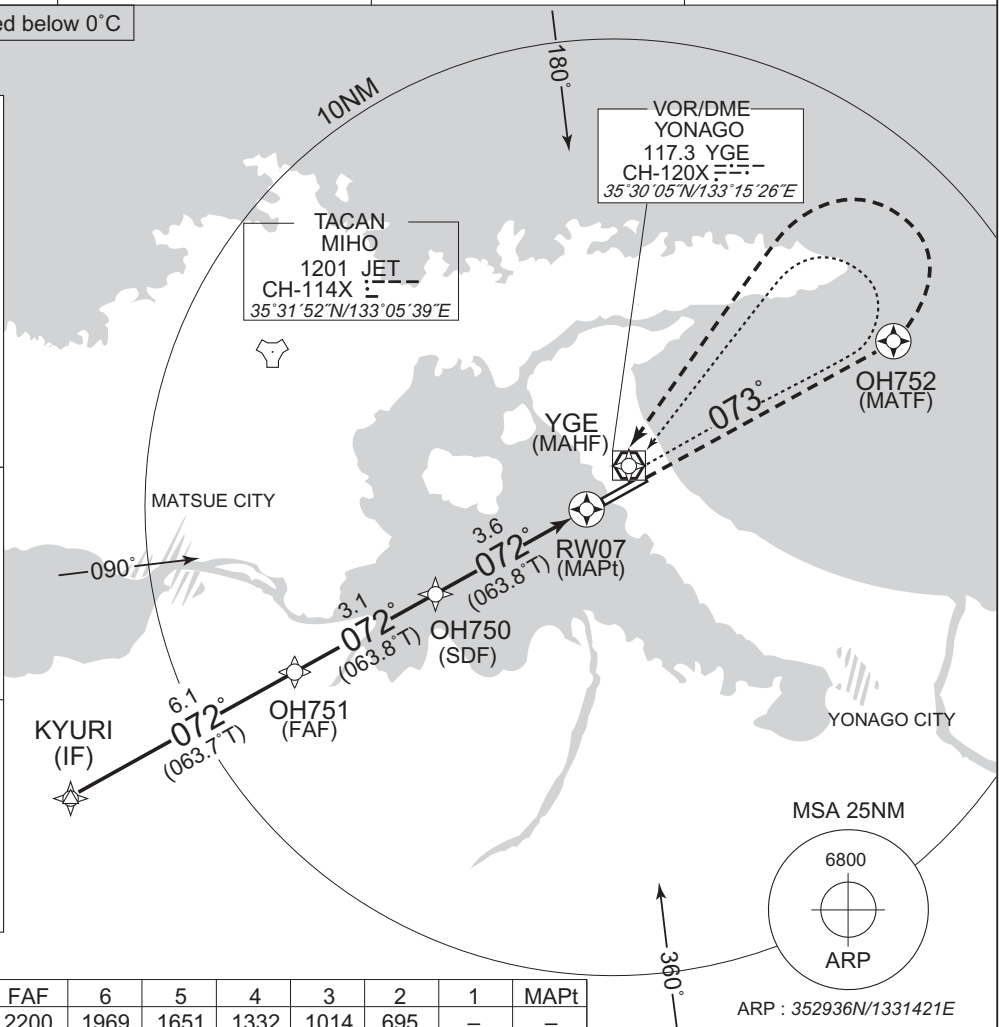 ed below 0˚C
10NM
180˚
VOR/DME
YONAGO
117.3 YGE
CH-120X
35˚30´05˝N/133˚15´26˝E
TACAN
MIHO
1201 JET
CH-114X
35˚31´52˝N/133˚05´39˝E
OH752
(MATF)
073˚
YGE
(MAHF)
MATSUE CITY
090˚
3.6
072˚
(063.8˚T)
RW07
(MAPt)
3.1
072˚
(063.8˚T)
OH750
(SDF)
6.1
072˚
(063.7˚T)
OH751
(FAF)
KYURI
(IF)
YONAGO CITY
MSA 25NM
6800
ARP
360˚
FAF 6 5 4 3 2 1 MAPt
2200 1969 1651 1332 1014 695 – –
ARP : 352936N/1331421E